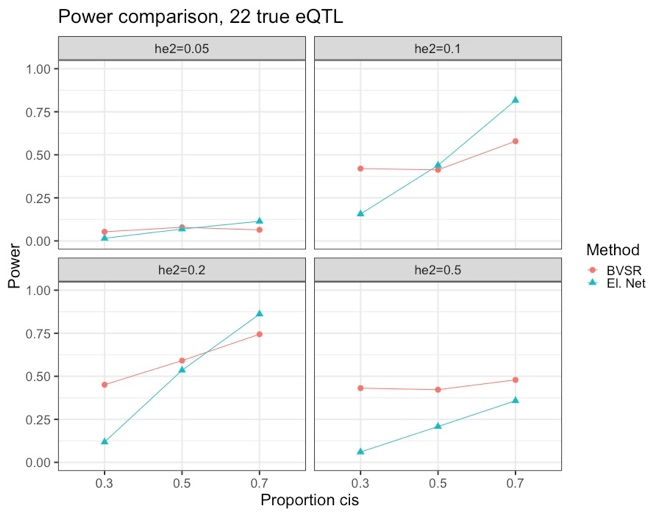 Power comparison, 22 true eQTL
he2=0.05
he2=0.1
1.00
0.75
0.50
0.25
0.00
he2=0.2
he2=0.5
1.00
0.75
0.50
0.25
0.00
Power
0.3
0.5
0.7
0.3
0.5
0.7
Proportion cis
Method
BVSR
El. Net